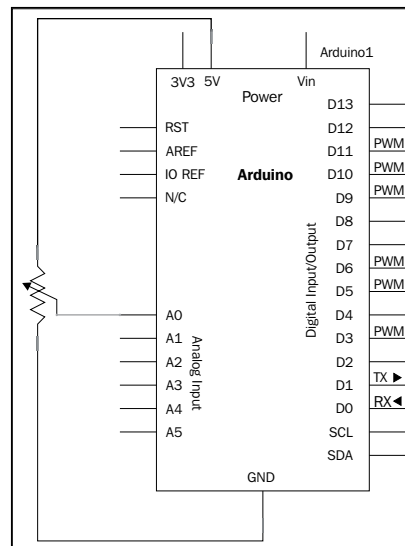 Arduino1
3V3 5V Vin
Power
D13
RST D12
AREF D11 PWM
IO REF Arduino D10 PWM
N/C D9 PWM
D8
D7
D6 PWM
D5 PWM
Digital Input/Output
A0 D4
A1 D3 PWM
A2 D2
A3 D1 TX ▶
A4 D0 RX ◀
A5 SCL
Analog Input
SDA
GND